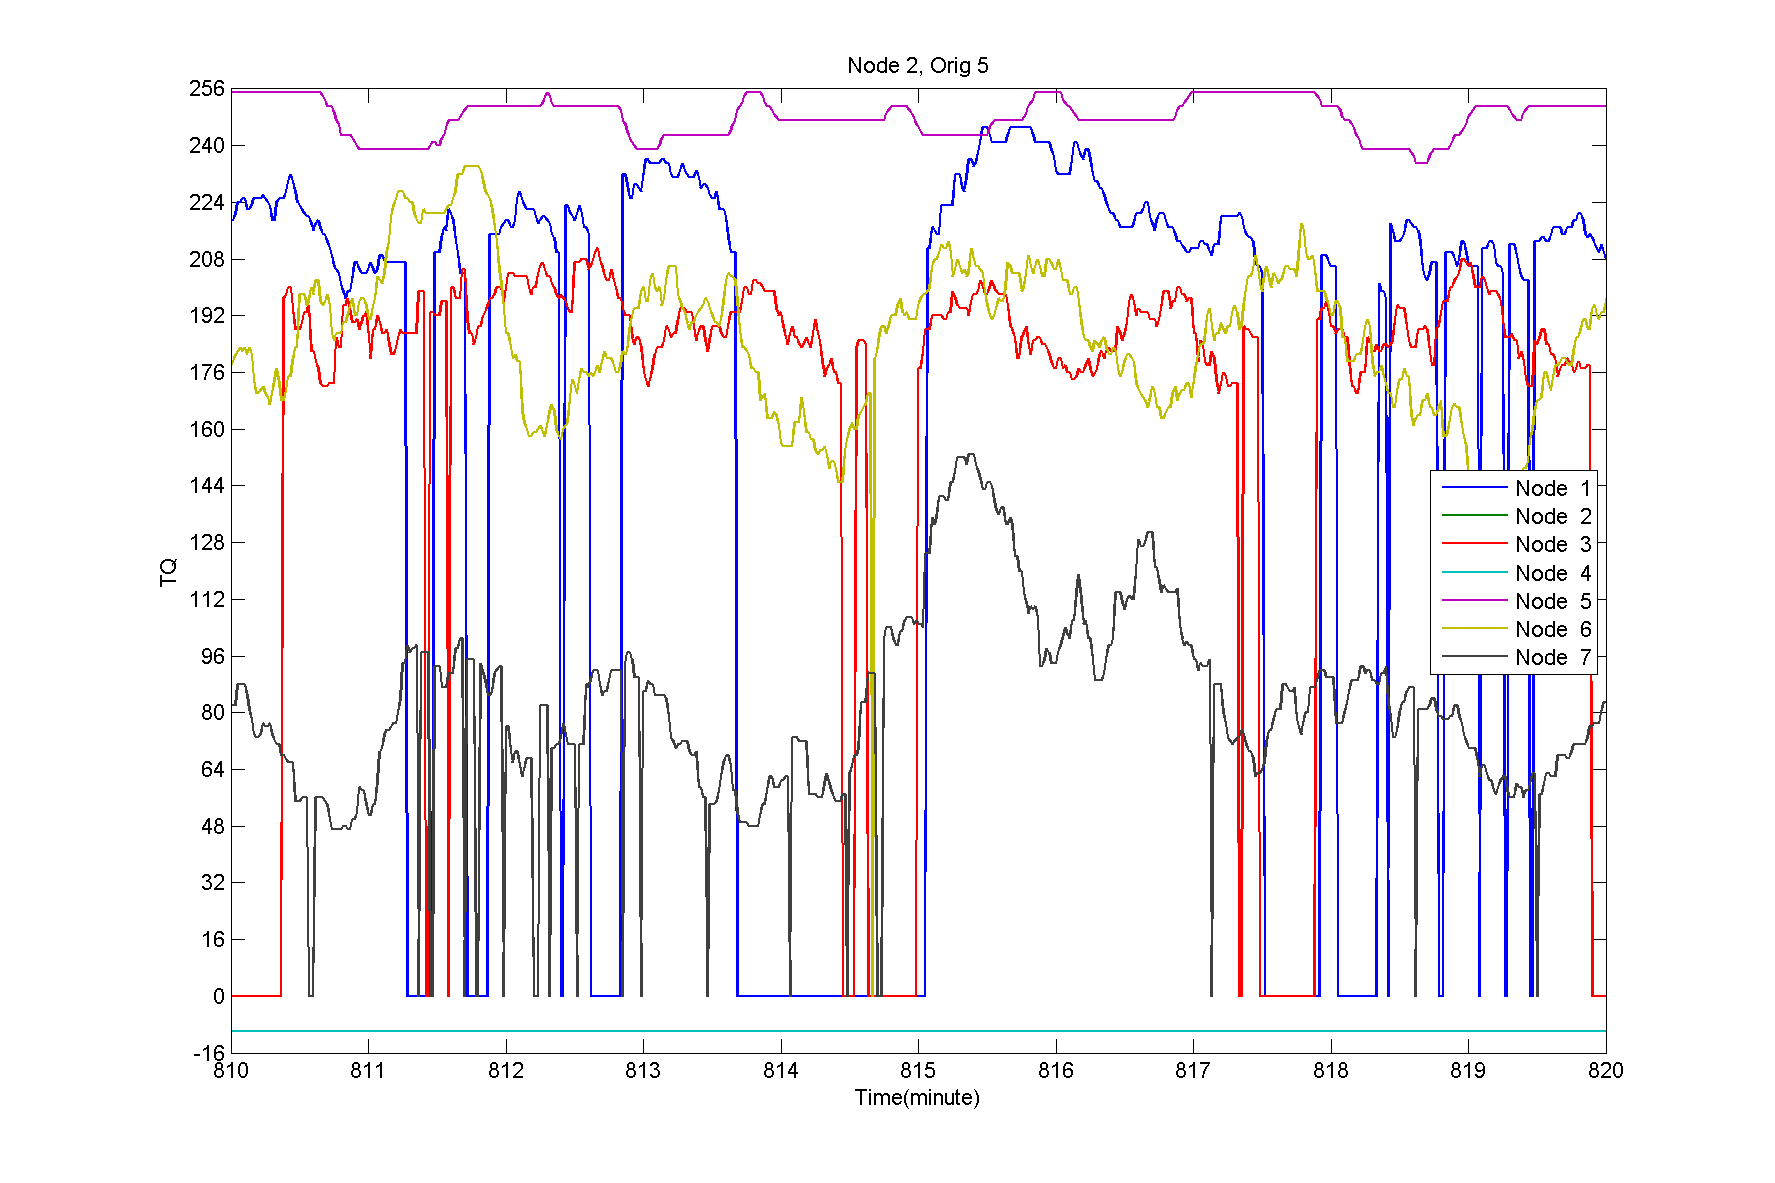 Node 2, Orig 5
256
240
224
208
192
176
160
144
128
112
96
80
64
48
32
16
0
-16
TQ
810 811 812 813 814 815 816 817 818 819 820
Time(minute)
Node 1
Node 2
Node 3
Node 4
Node 5
Node 6
Node 7